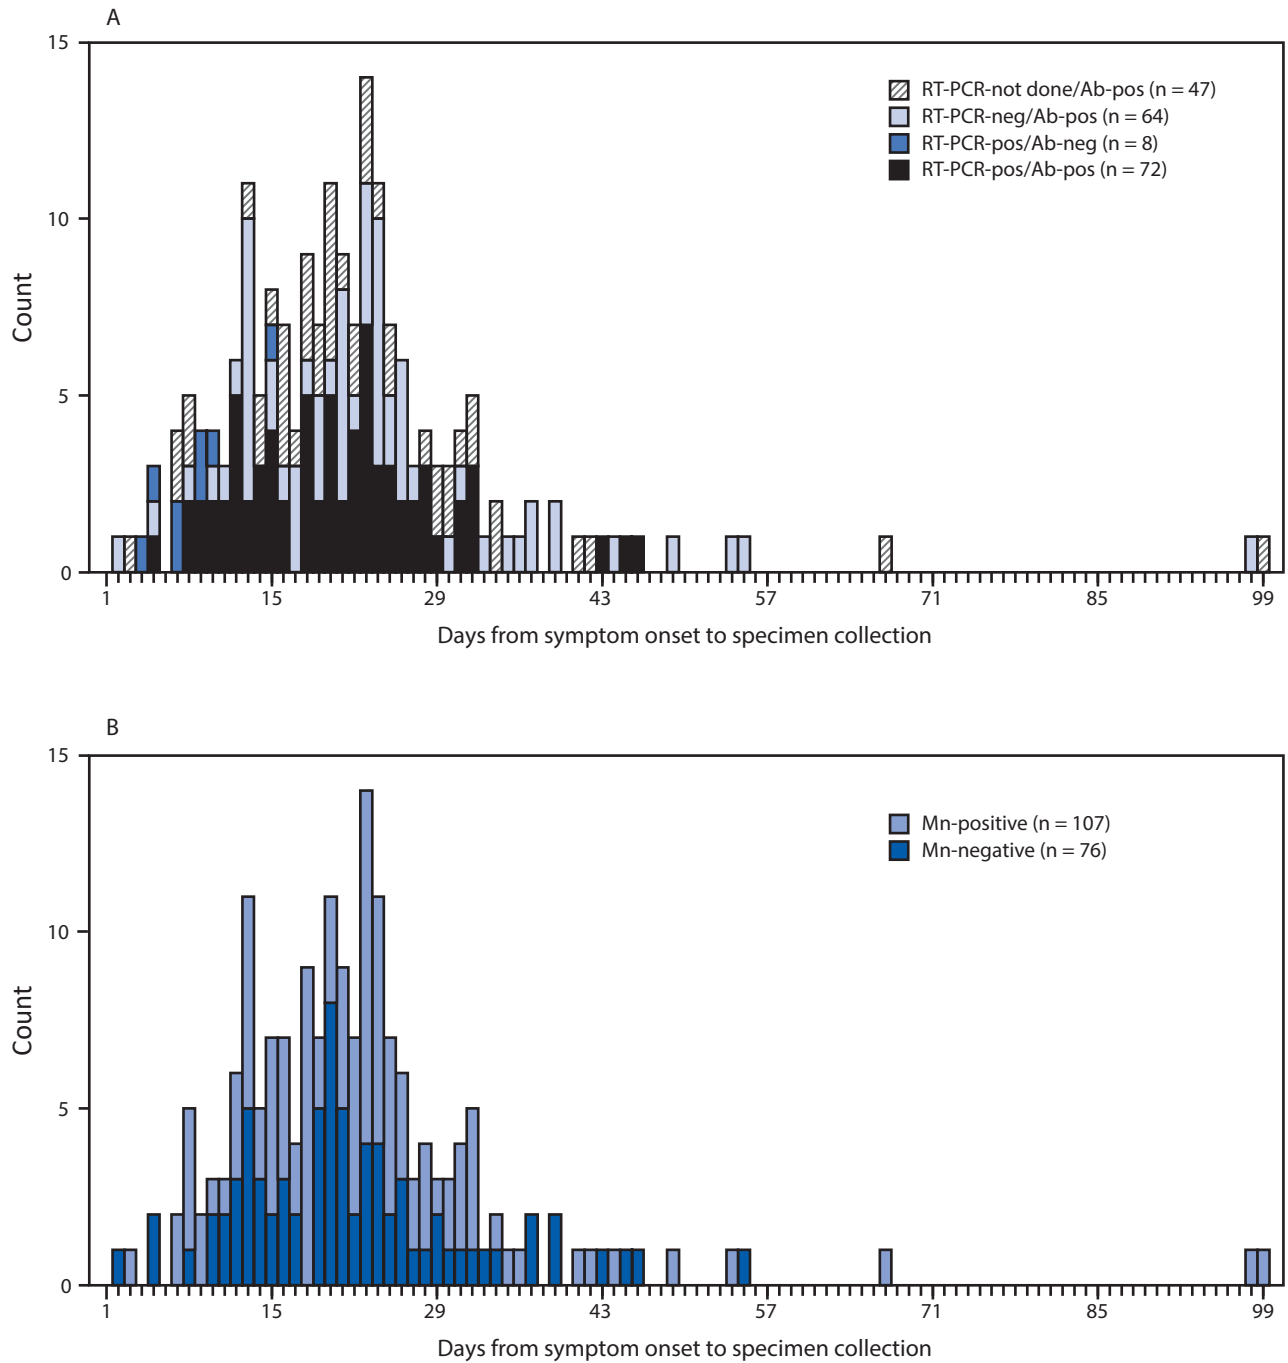 A
15
10
5
0
Count
RT-PCR-not done/Ab-pos (n = 47)
RT-PCR-neg/Ab-pos (n = 64)
RT-PCR-pos/Ab-neg (n = 8)
RT-PCR-pos/Ab-pos (n = 72)
1 15 29 43 57 71 85 99
Days from symptom onset to specimen collection
B
15
10
5
0
Count
Mn-positive (n = 107)
Mn-negative (n = 76)
1 15 29 43 57 71 85 99
Days from symptom onset to specimen collection